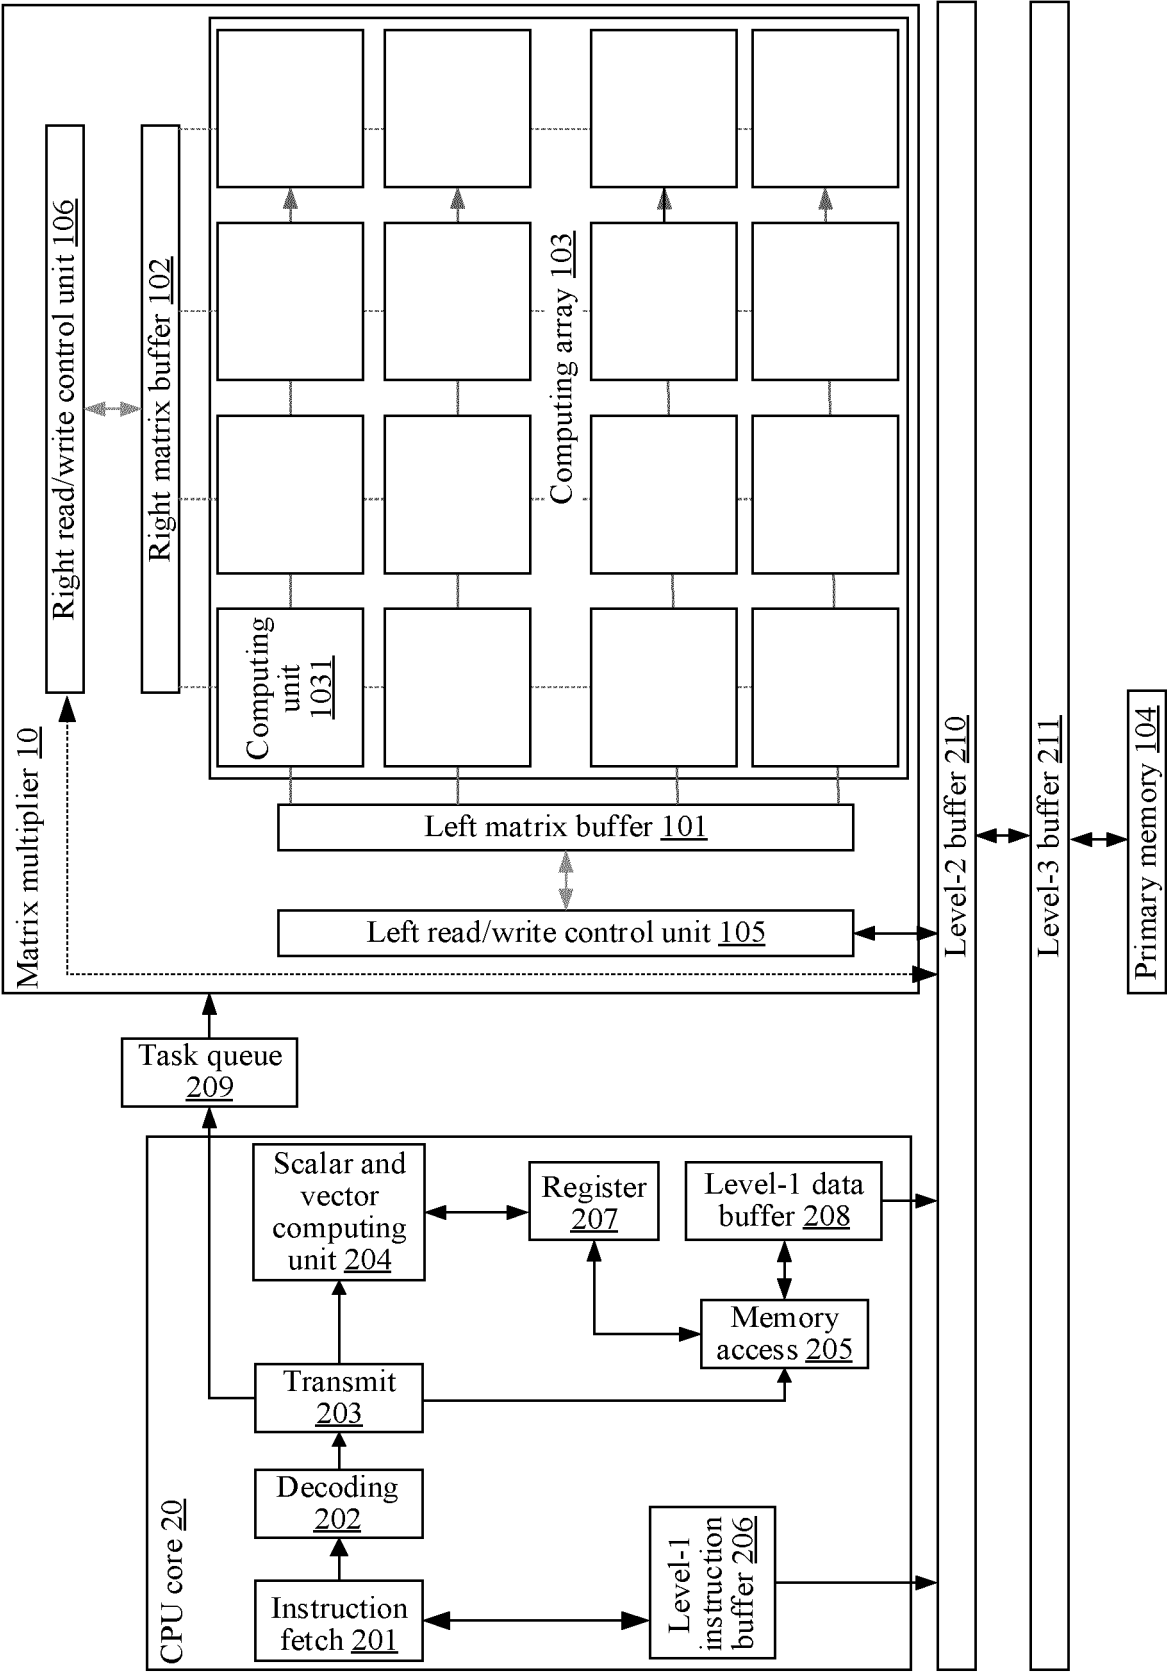 Matrix multiplier 10
Right read/write control unit 106
Right matrix buffer 102
Computing array 103
Computing
unit
1031
Left matrix buffer 101
Left read/write control unit 105
Level-2 buffer 210
Level-3 buffer 211
Primary memory 104
Task queue
209
CPU core 20
Scalar and
vector
computing
unit 204
Register
207
Level-1 data
buffer 208
Memory
access 205
Transmit
203
Decoding
202
Instruction
fetch 201
Level-1
instruction
buffer 206